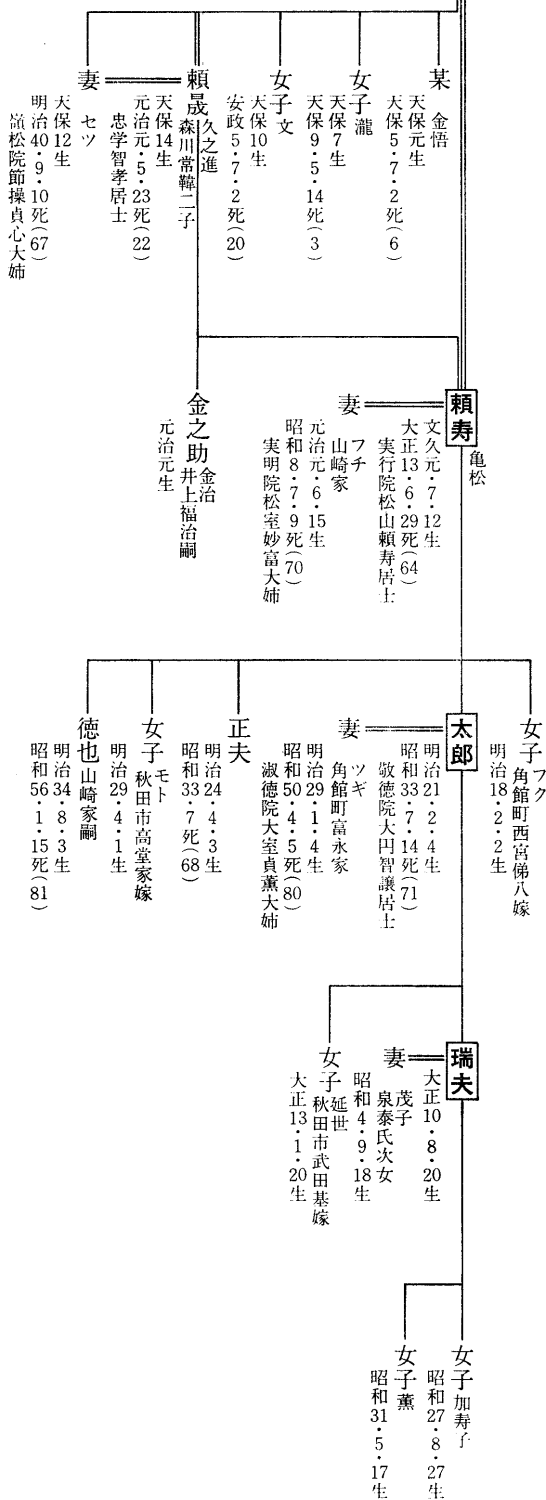 某 金悟
天保元生
天保5・7・2死(6)
女子 瀧
天保7生
天保9・5・14死(3)
女子 文
天保10生
安政5・7・2死(20)
頼晟 久之進
森川常韡二子
天保14生
元治元・5・23死(22)
忠学智孝居士
妻 セツ
天保12生
明治40・9・10死(67)
嶺松院節操貞心大姉
頼寿 亀松
文久元・7・12生
大正13・6・29死(64)
実行院松山頼寿居士
妻 フチ
山崎家
元治元・6・15生
昭和8・7・9死(70)
実明院松室妙富大姉
金之助 金治
井上福治嗣
元治元生
女子 フク
角館町西宮俤八嫁
明治18・2・2生
太郎
明治21・2・4生
昭和33・7・14死(71)
敬徳院大円智譲居士
妻 ツギ
角館町富永家
明治29・1・4生
昭和50・4・5死(80)
淑徳院大室貞薫大姉
正夫
明治24・4・3生
昭和33・7死(68)
女子 モト
秋田市高堂家嫁
明治29・4・1生
徳也 山崎家嗣
明治34・8・3生
昭和56・1・15死(81)
瑞夫
大正10・8・20生
妻 茂子
泉泰氏次女
昭和4・9・18生
女子 延世
秋田市武田基嫁
大正13・1・20生
女子 加寿子
昭和27・8・27生
女子 薫
昭和31・5・17生